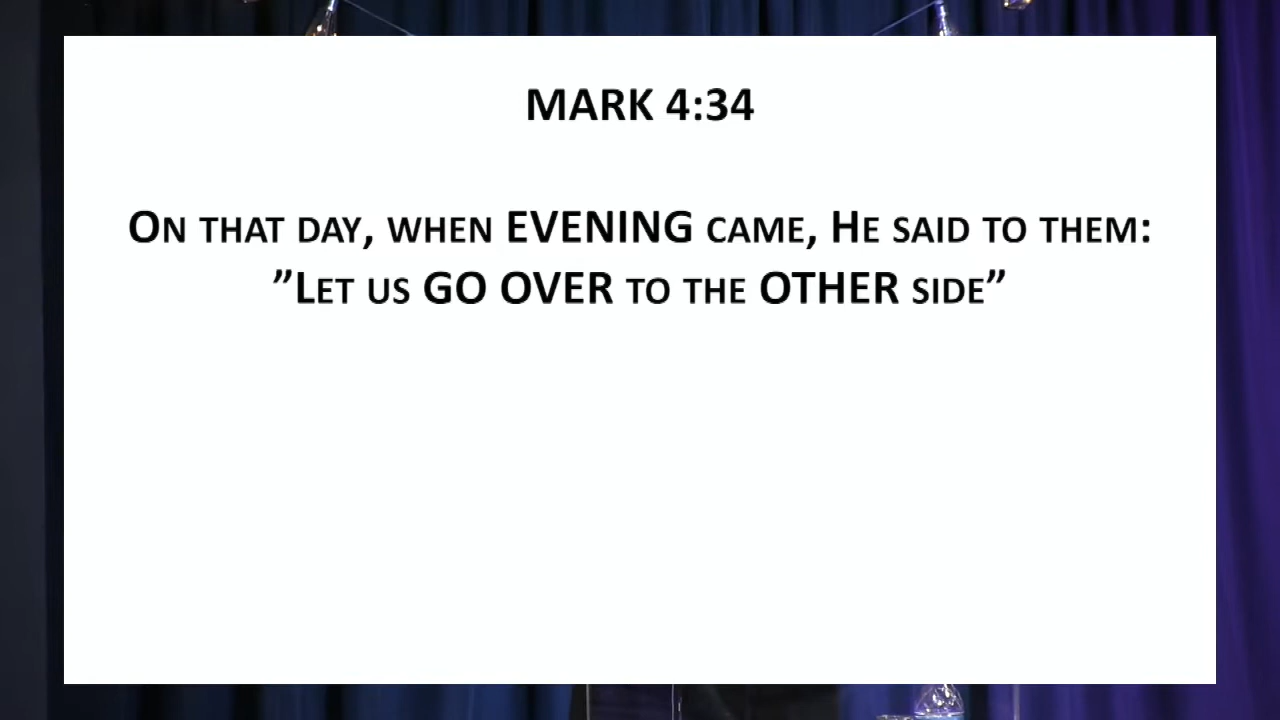 MARK 4:34
On that day, when EVENING came, He said to them:
”Let us GO OVER to the OTHER side”